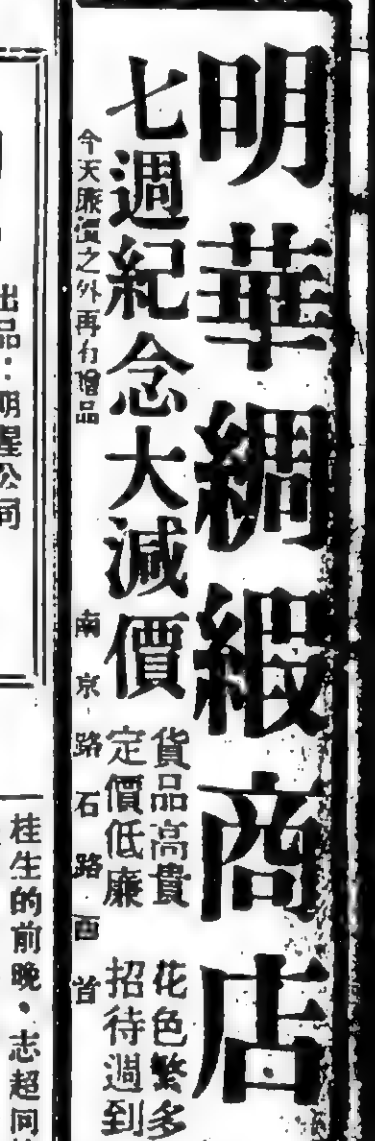 明華綢緞商店
七週紀念大減價
貨品高貴 花色繁多
定價低廉 招待週到
今天廉價之外再有贈品
南京路石路西首
出品：明星公司
桂生的前晚。志超同